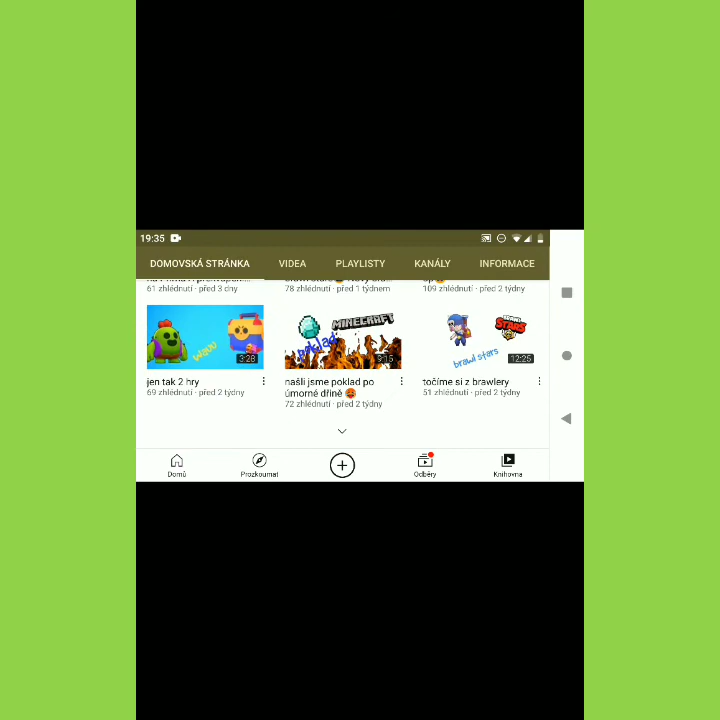 19:35
DOMOVSKÁ STRÁNKA VIDEA PLAYLISTY KANÁLY INFORMACE
61 zhlédnutí · před 3 dny
78 zhlédnutí · před 1 týdnem
109 zhlédnutí · před 2 týdny
wauu
3:28
MINECRAFT
poklad
9:15
BRAWL STARS
brawl stars
12:25
jen tak 2 hry
69 zhlédnutí · před 2 týdny
našli jsme poklad po
úmorné dřině 🥵
72 zhlédnutí · před 2 týdny
točíme si z brawlery
51 zhlédnutí · před 2 týdny
Domů Prozkoumat Odběry Knihovna